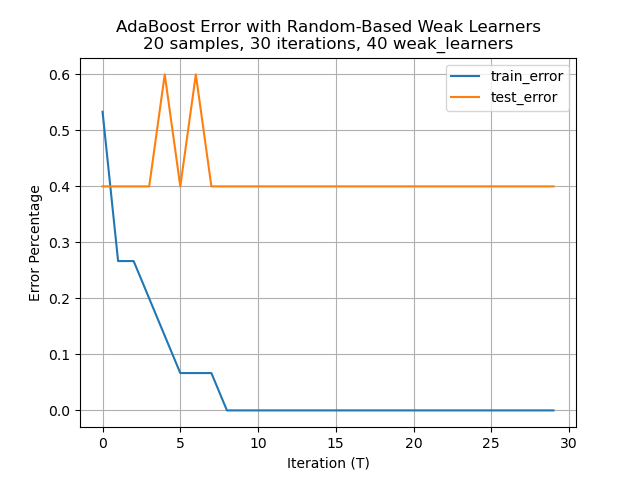 AdaBoost Error with Random-Based Weak Learners
20 samples, 30 iterations, 40 weak_learners
train_error
test_error
Error Percentage
0.6
0.5
0.4
0.3
0.2
0.1
0.0
0 5 10 15 20 25 30
Iteration (T)